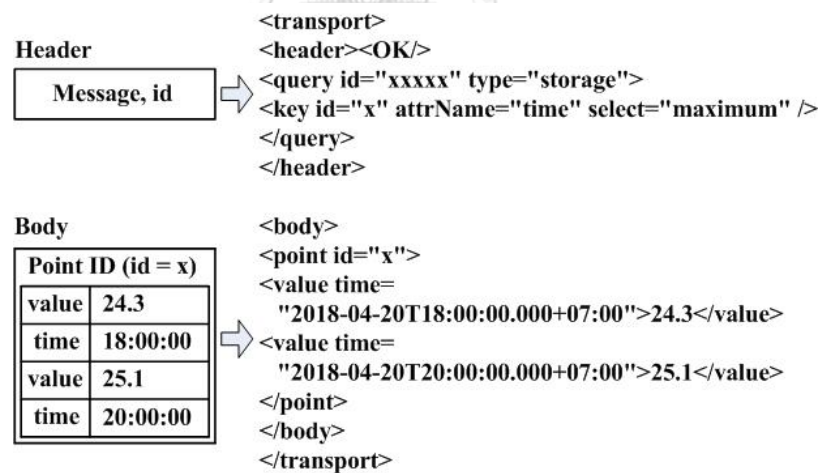 <transport>
Header
<header><OK/>
Message, id
<query id="xxxxx" type="storage">
<key id="x" attrName="time" select="maximum" />
</query>
</header>
Body
<body>
Point ID (id = x)
<point id="x">
value 24.3
<value time=
"2018-04-20T18:00:00.000+07:00">24.3</value>
time 18:00:00
<value time=
value 25.1
"2018-04-20T20:00:00.000+07:00">25.1</value>
time 20:00:00
</point>
</body>
</transport>